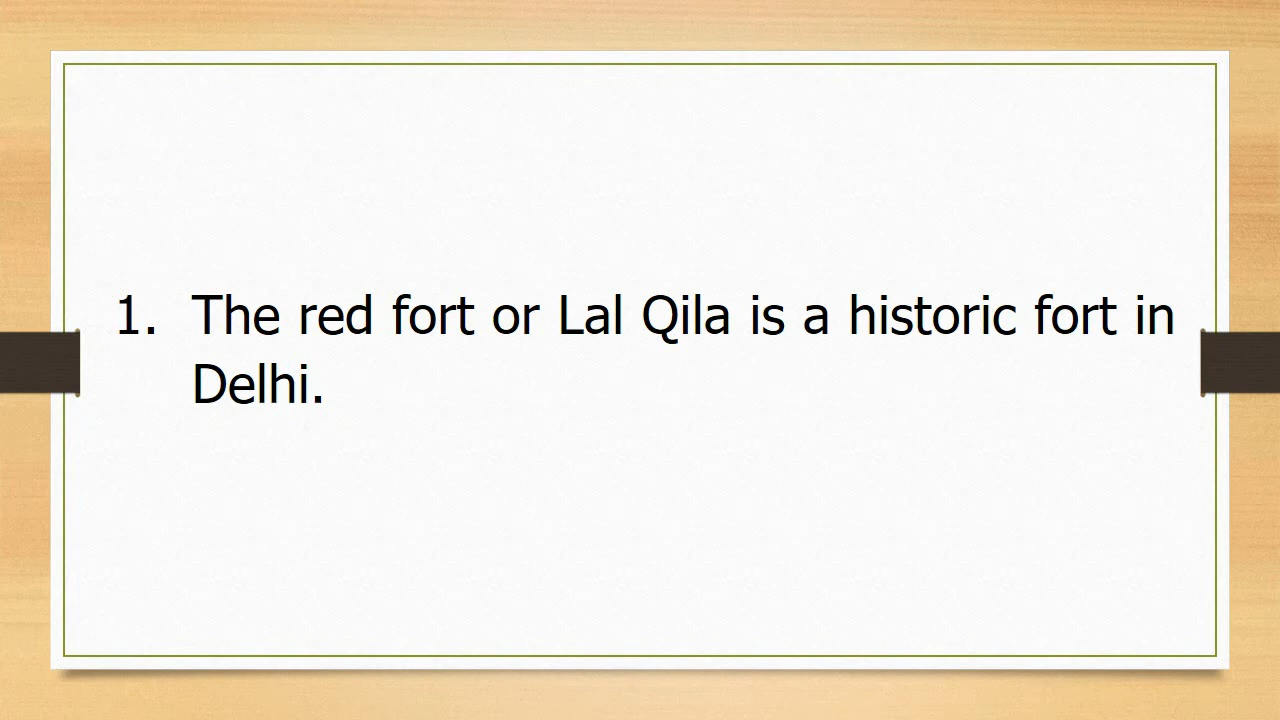 1. The red fort or Lal Qila is a historic fort in
Delhi.